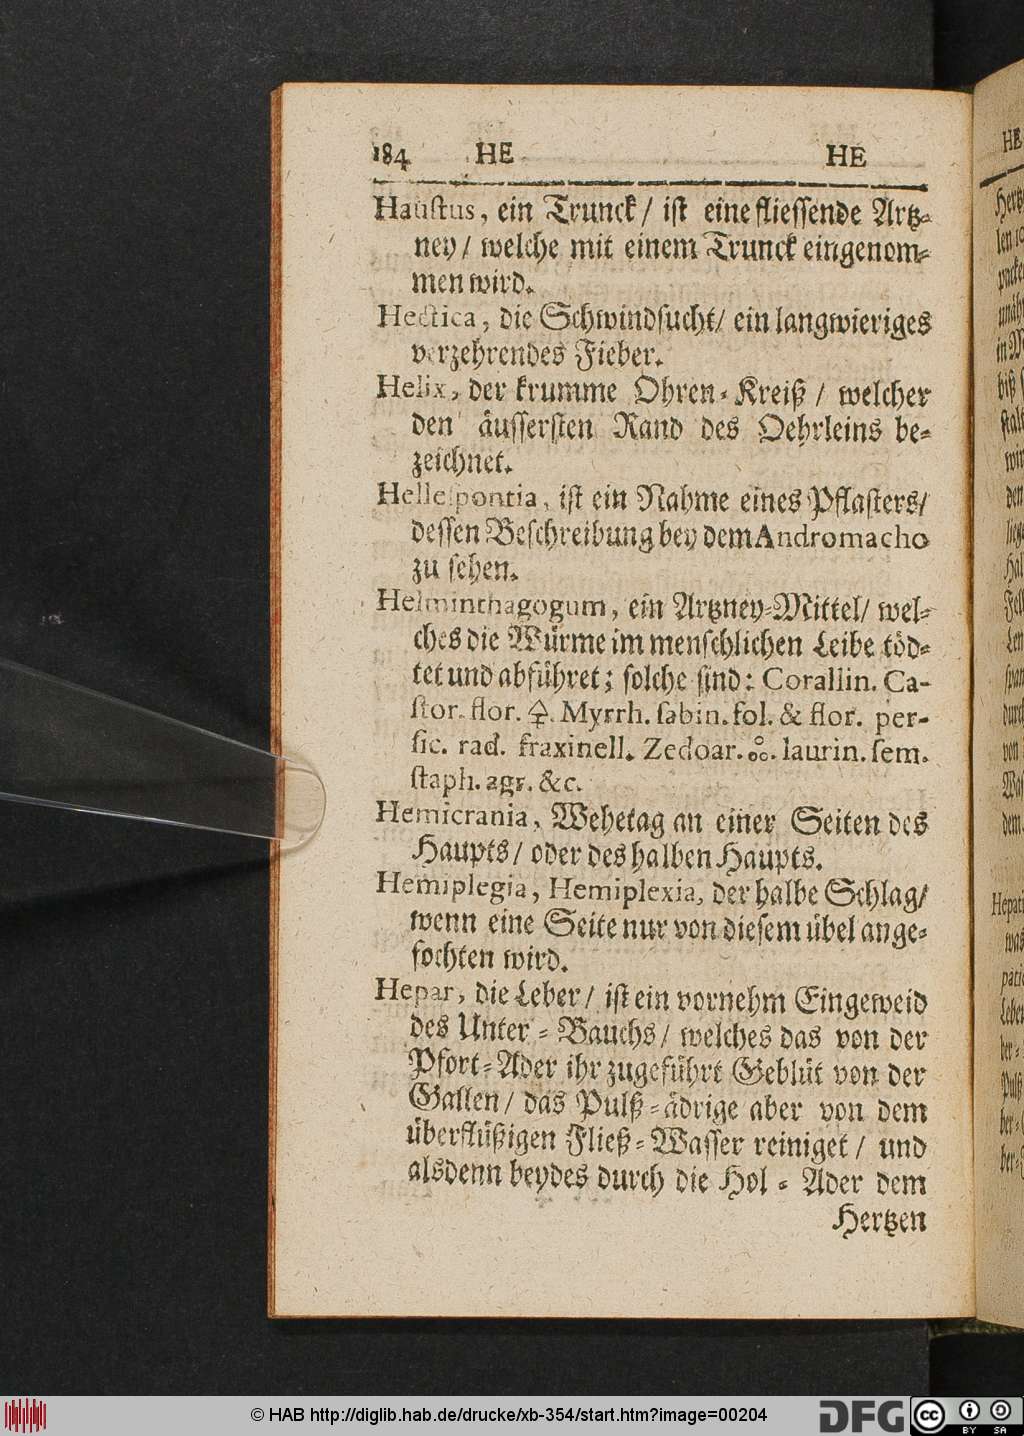 184 HE HE
Haustus, ein Trunck/ ist eine fliessende Artz-
ney/ welche mit einem Trunck eingenom-
men wird.
Hectica, die Schwindsucht/ ein langwieriges
verzehrendes Fieber.
Helix, der krumme Ohren-Kreiß/ welcher
den äussersten Rand des Oehrleins be-
zeichnet.
Hellespontia, ist ein Nahme eines Pflasters/
dessen Beschreibung bey dem Andromacho
zu sehen.
Helminthagogum, ein Artzney-Mittel/ wel-
ches die Würme im menschlichen Leibe töd-
tet und abführet; solche sind: Corallin. Ca-
stor. flor. 🜍. Myrrh. sabin. fol. & flor. per-
sic. rad. fraxinell. Zedoar. laurin. sem.
staph. agr. &c.
Hemicrania, Wehetag an einer Seiten des
Haupts/ oder des halben Haupts.
Hemiplegia, Hemiplexia, der halbe Schlag/
wenn eine Seite nur von diesem übel ange-
fochten wird.
Hepar, die Leber/ ist ein vornehm Eingeweid
des Unter-Bauchs/ welches das von der
Pfort-Ader ihr zugeführt Geblüt von der
Gallen/ das Pulß-ädrige aber von dem
überflüßigen Fließ-Wasser reiniget/ und
alsdenn beydes durch die Hol-Ader dem
Hertzen
HE
© HAB http://diglib.hab.de/drucke/xb-354/start.htm?image=00204
DFG
cc BY SA